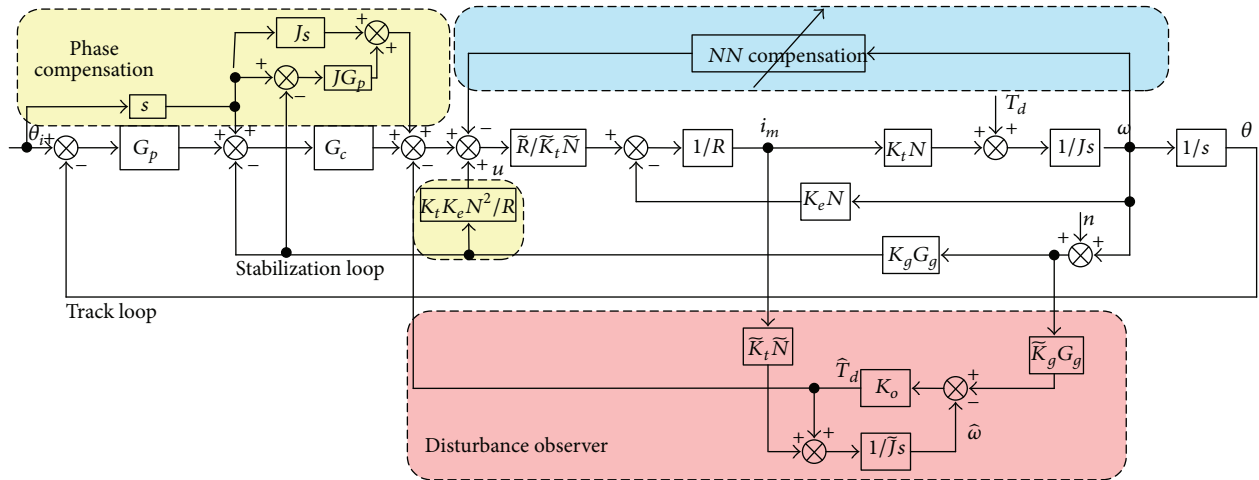 Phase
compensation
Js
JG_p
s
+
+
+
−
NN compensation
T_d
θ_i
+
−
G_p
+
+
+
−
G_c
+
+
−
+
−
+
u
R̃/K̃_tÑ
+
−
1/R
i_m
K_tN
+
+
1/Js
ω
1/s
θ
K_tK_eN²/R
K_eN
n
+
+
K_gG_g
Stabilization loop
Track loop
K̃_tÑ
K̃_gG_g
T̂_d
K_o
+
−
+
+
1/J̃s
ω̂
Disturbance observer